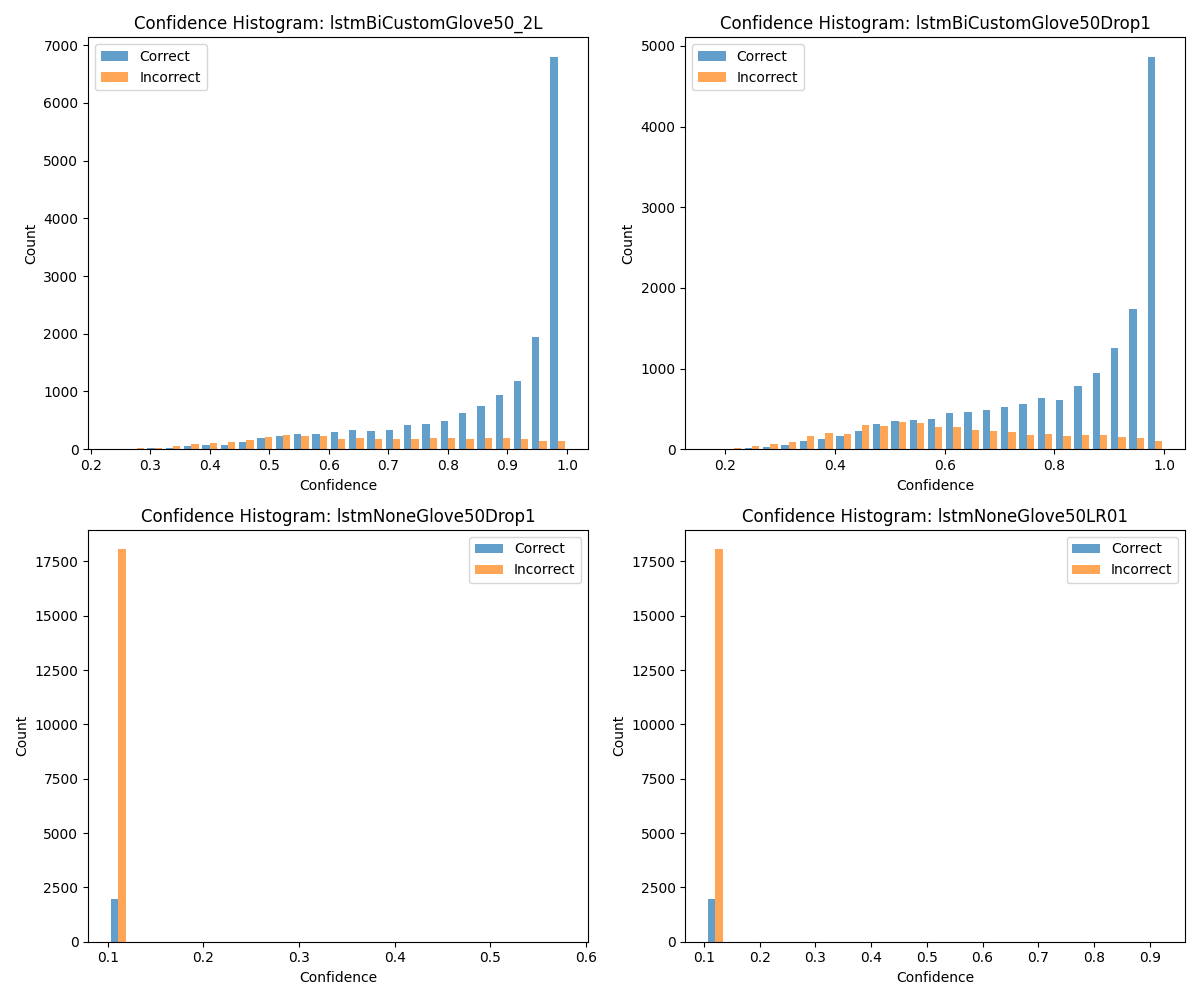 Confidence Histogram: lstmBiCustomGlove50_2L
Correct
Incorrect
7000
6000
5000
4000
3000
2000
1000
0
Count
0.2 0.3 0.4 0.5 0.6 0.7 0.8 0.9 1.0
Confidence
Confidence Histogram: lstmBiCustomGlove50Drop1
Correct
Incorrect
5000
4000
3000
2000
1000
0
Count
0.2 0.4 0.6 0.8 1.0
Confidence
Confidence Histogram: lstmNoneGlove50Drop1
Correct
Incorrect
17500
15000
12500
10000
7500
5000
2500
0
Count
0.1 0.2 0.3 0.4 0.5 0.6
Confidence
Confidence Histogram: lstmNoneGlove50LR01
Correct
Incorrect
17500
15000
12500
10000
7500
5000
2500
0
Count
0.1 0.2 0.3 0.4 0.5 0.6 0.7 0.8 0.9
Confidence